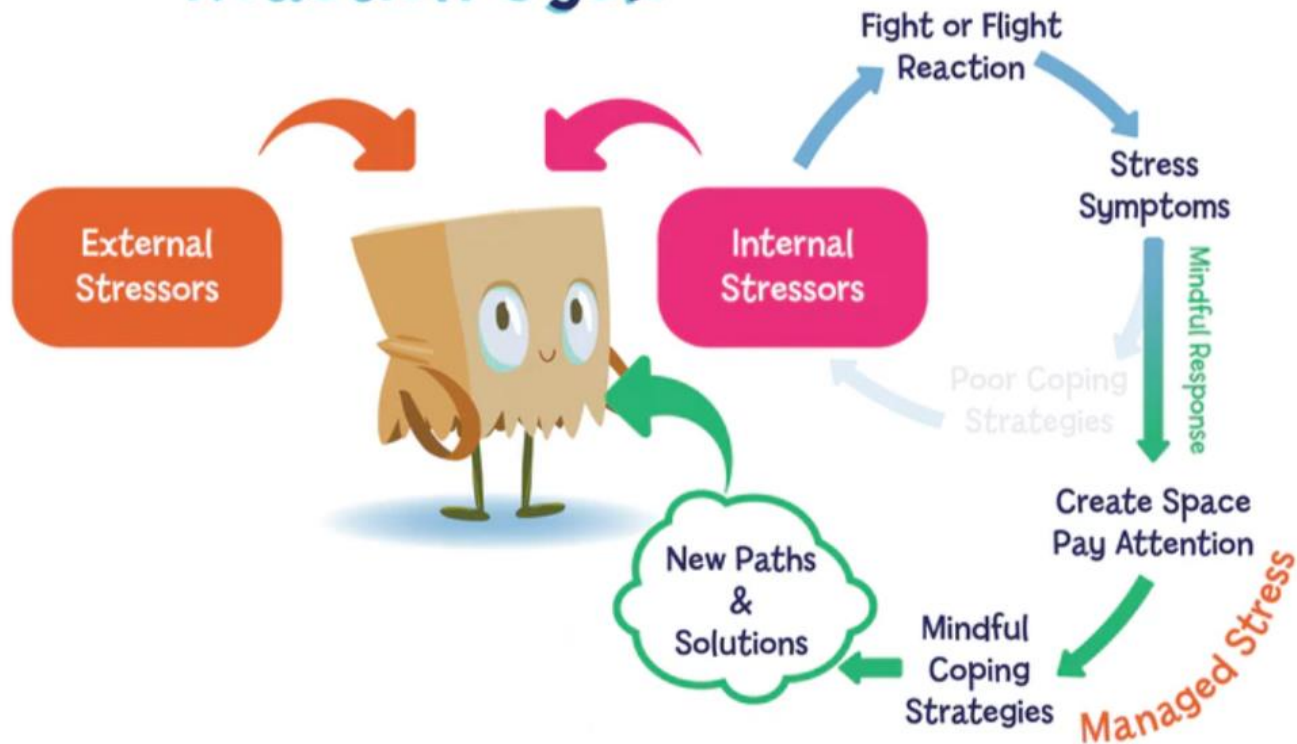 Fight or Flight
Reaction
External
Stressors
Internal
Stressors
Stress
Symptoms
Mindful Response
Poor Coping
Strategies
Create Space
Pay Attention
New Paths
&
Solutions
Mindful
Coping
Strategies
Managed Stress